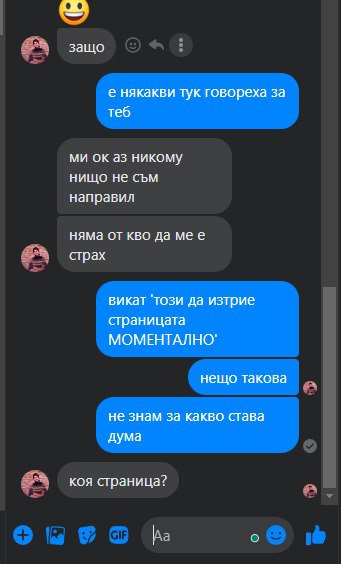 защо
е някакви тук говореха за
теб
ми ок аз никому
нищо не съм
направил
няма от кво да ме е
страх
викат 'този да изтрие
страницата
МОМЕНТАЛНО'
нещо такова
не знам за какво става
дума
коя страница?
GIF
Aa